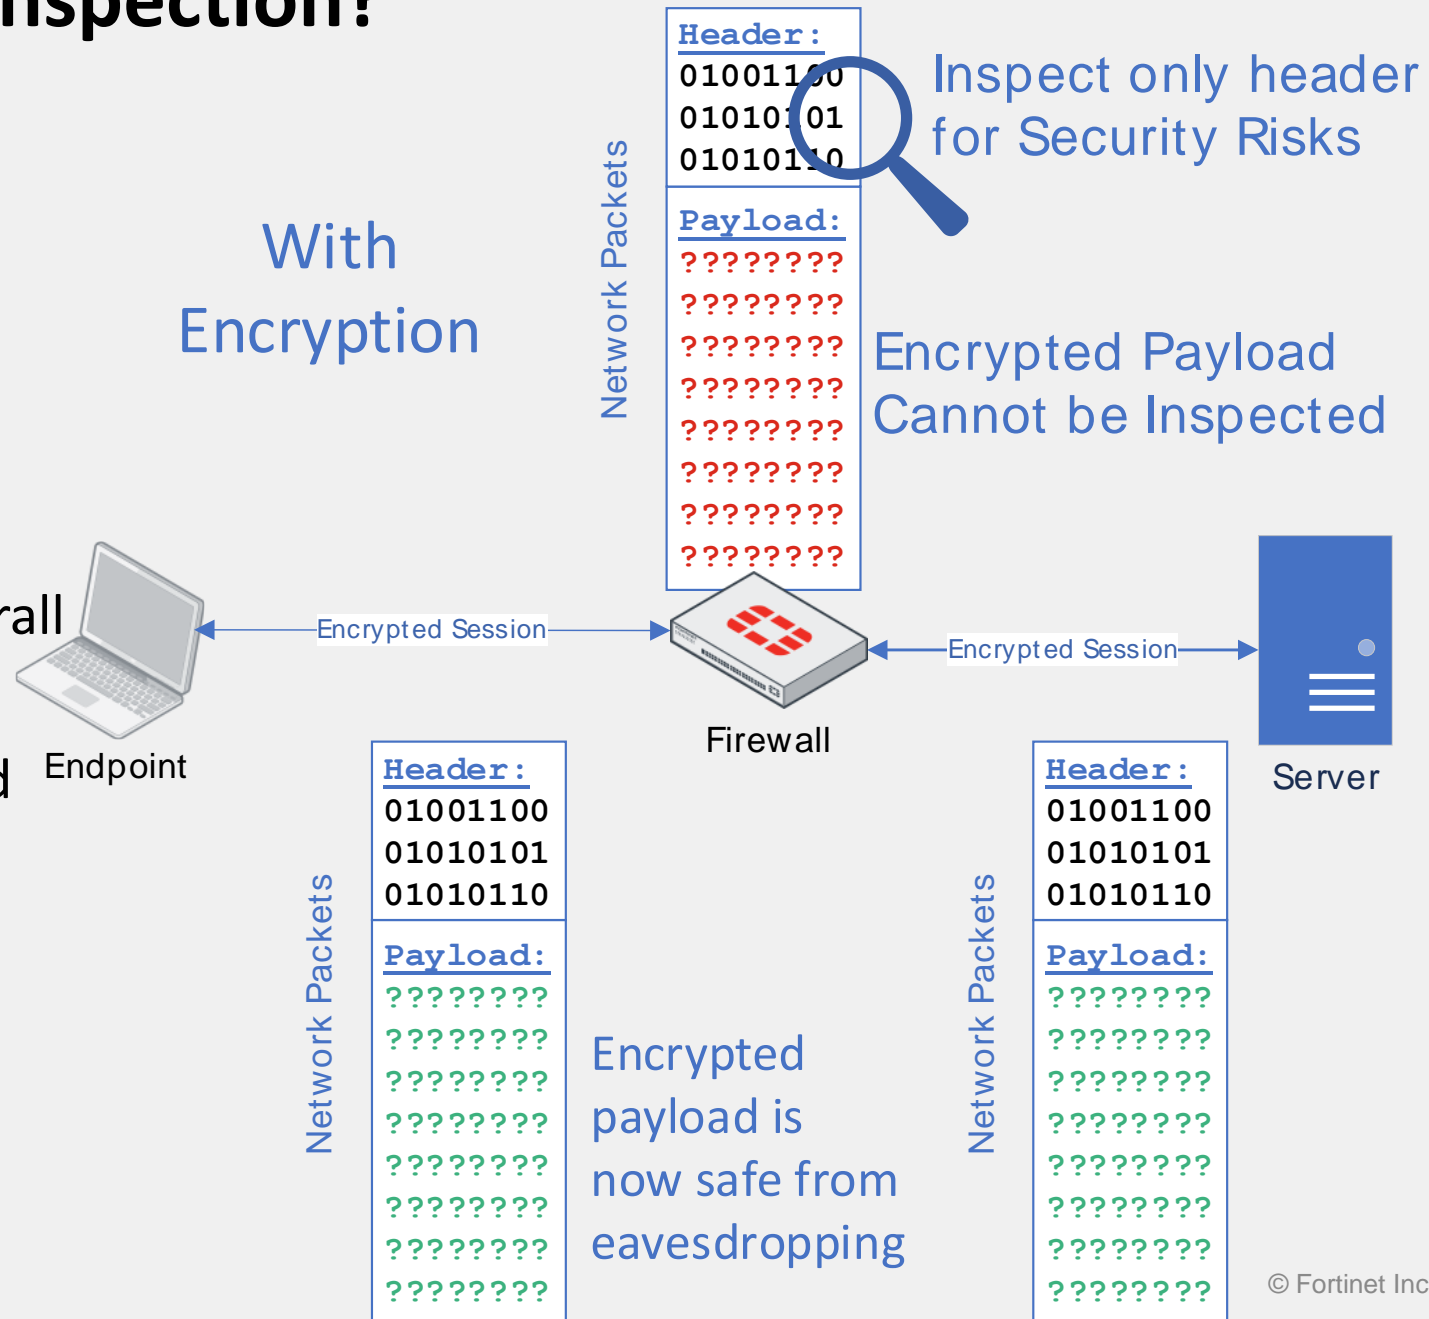 nspection?
Header:
01001100
01010101
01010110
Payload:
????????
????????
????????
????????
????????
????????
????????
????????
Network Packets
Inspect only header
for Security Risks
With
Encryption
Encrypted Payload
Cannot be Inspected
rall
Encrypted Session
Encrypted Session
Firewall
d
Endpoint
Server
Header:
01001100
01010101
01010110
Payload:
????????
????????
????????
????????
????????
????????
????????
????????
Network Packets
Encrypted
payload is
now safe from
eavesdropping
Header:
01001100
01010101
01010110
Payload:
????????
????????
????????
????????
????????
????????
????????
????????
Network Packets
© Fortinet Inc